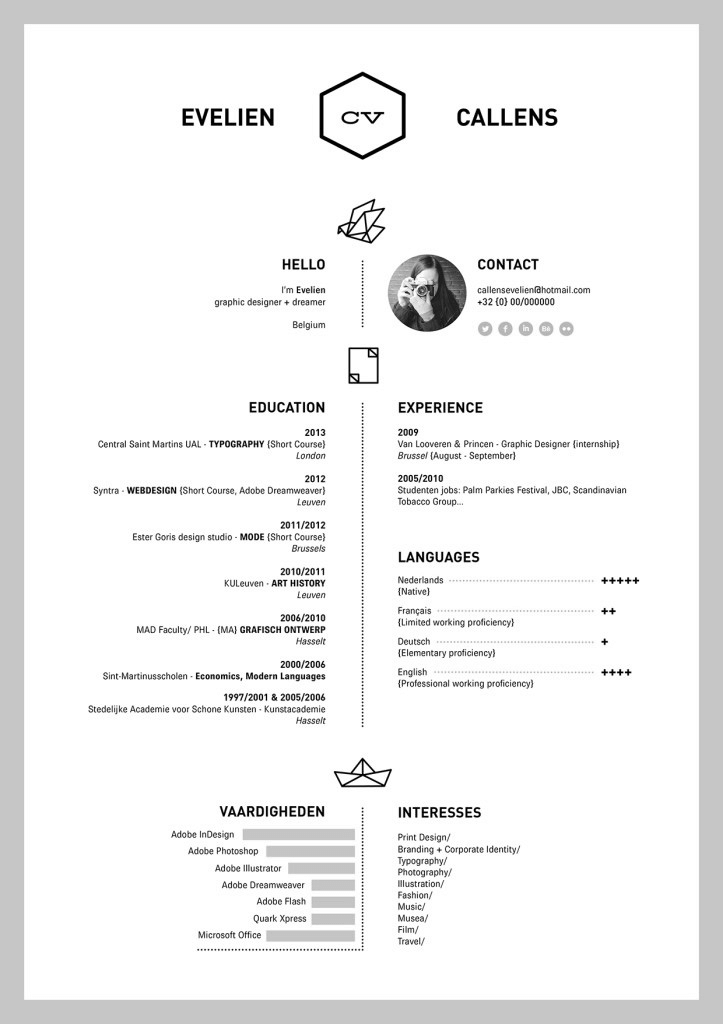 EVELIEN
CV
CALLENS
HELLO
I'm Evelien
graphic designer + dreamer
Belgium
CONTACT
callensevelien@hotmail.com
+32 {0} 00/000000
in
Bē
EDUCATION
2013
Central Saint Martins UAL - TYPOGRAPHY {Short Course}
London
2012
Syntra - WEBDESIGN {Short Course, Adobe Dreamweaver}
Leuven
2011/2012
Ester Goris design studio - MODE {Short Course}
Brussels
2010/2011
KULeuven - ART HISTORY
Leuven
2006/2010
MAD Faculty/ PHL - {MA} GRAFISCH ONTWERP
Hasselt
2000/2006
Sint-Martinusscholen - Economics, Modern Languages
1997/2001 & 2005/2006
Stedelijke Academie voor Schone Kunsten - Kunstacademie
Hasselt
EXPERIENCE
2009
Van Looveren & Princen - Graphic Designer {internship}
Brussel {August - September}
2005/2010
Studenten jobs: Palm Parkies Festival, JBC, Scandinavian
Tobacco Group...
LANGUAGES
Nederlands +++++
{Native}
Français ++
{Limited working proficiency}
Deutsch +
{Elementary proficiency}
English ++++
{Professional working proficiency}
VAARDIGHEDEN
Adobe InDesign
Adobe Photoshop
Adobe Illustrator
Adobe Dreamweaver
Adobe Flash
Quark Xpress
Microsoft Office
INTERESSES
Print Design/
Branding + Corporate Identity/
Typography/
Photography/
Illustration/
Fashion/
Music/
Musea/
Film/
Travel/